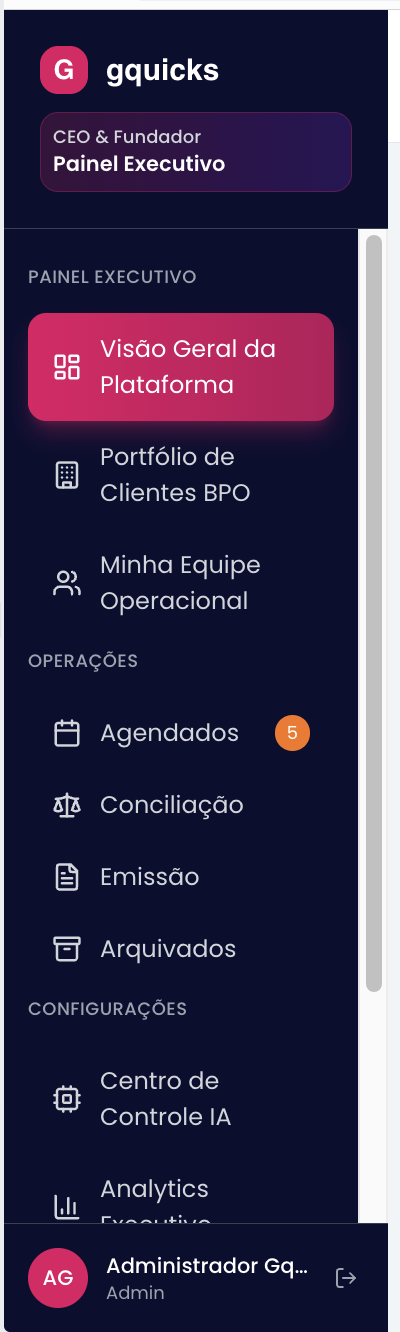 G gquicks
CEO & Fundador
Painel Executivo
PAINEL EXECUTIVO
Visão Geral da
Plataforma
Portfólio de
Clientes BPO
Minha Equipe
Operacional
OPERAÇÕES
Agendados 5
Conciliação
Emissão
Arquivados
CONFIGURAÇÕES
Centro de
Controle IA
Analytics
Executivo
AG Administrador Gq...
Admin